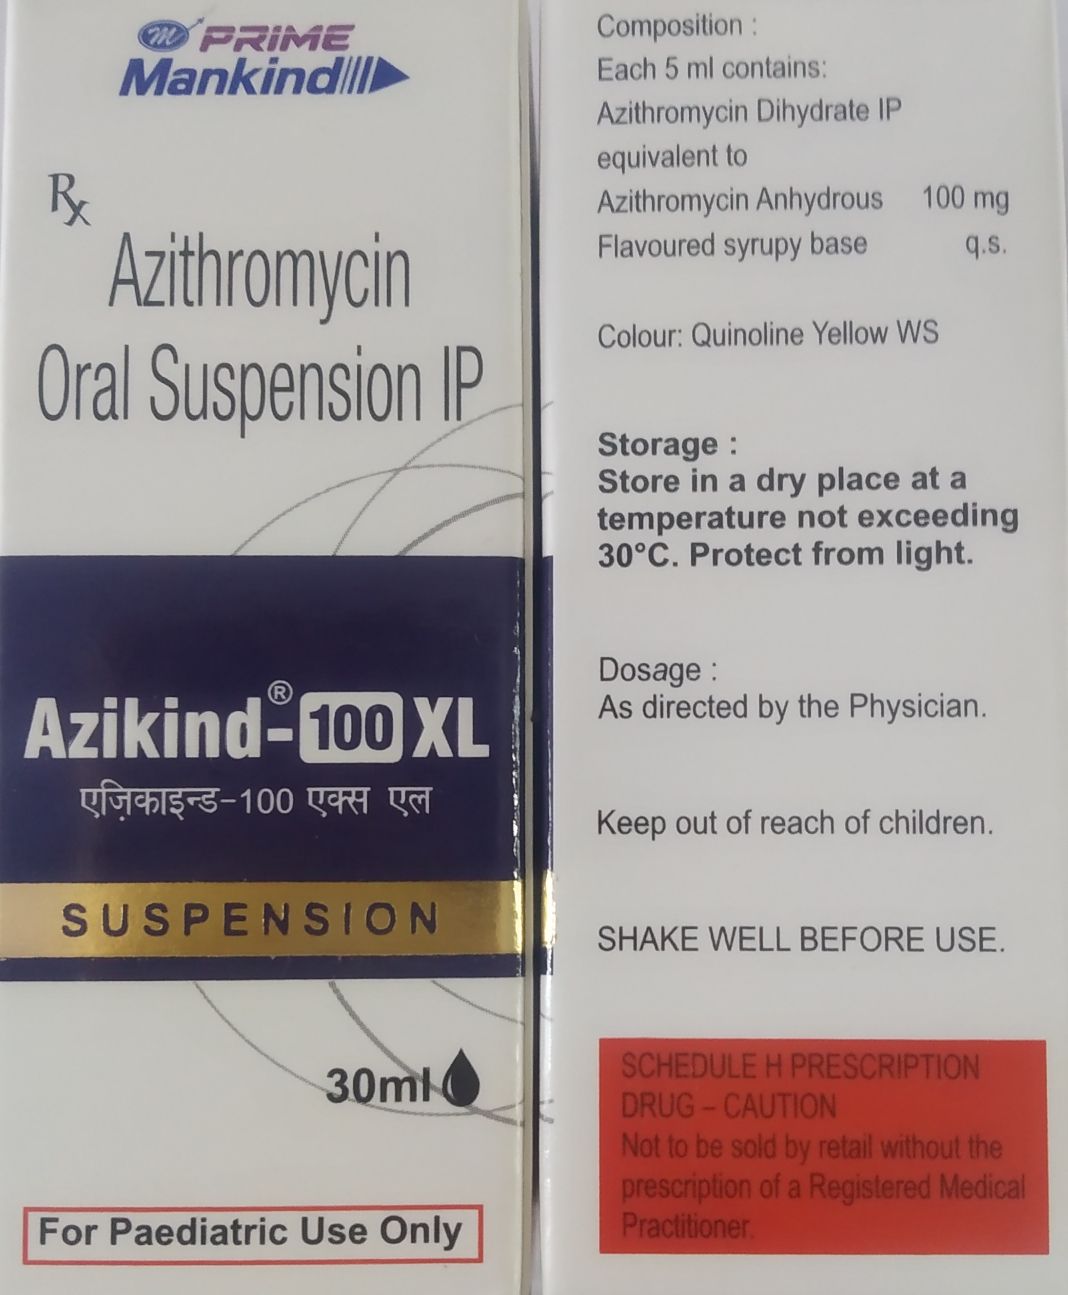 m PRIME
Mankind
Rx
Azithromycin
Oral Suspension IP
Azikind®-100 XL
एज़िकाइन्ड-100 एक्स एल
SUSPENSION
30ml
For Paediatric Use Only
Composition :
Each 5 ml contains:
Azithromycin Dihydrate IP
equivalent to
Azithromycin Anhydrous 100 mg
Flavoured syrupy base q.s.
Colour: Quinoline Yellow WS
Storage :
Store in a dry place at a
temperature not exceeding
30°C. Protect from light.
Dosage :
As directed by the Physician.
Keep out of reach of children.
SHAKE WELL BEFORE USE.
SCHEDULE H PRESCRIPTION
DRUG – CAUTION
Not to be sold by retail without the
prescription of a Registered Medical
Practitioner.